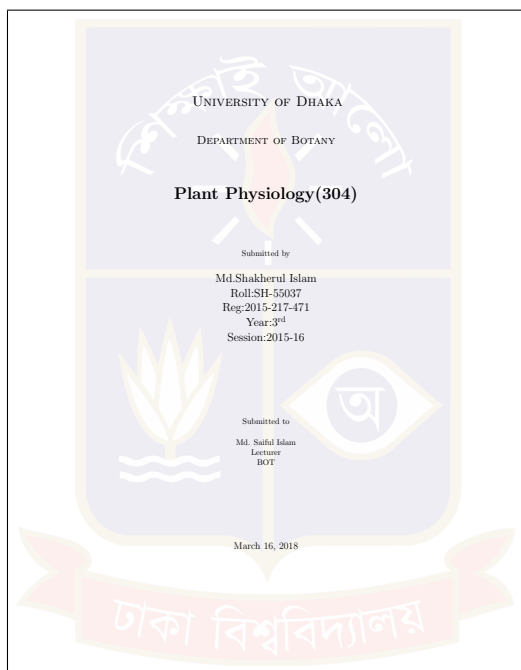 শিক্ষাই আলো
University of Dhaka
Department of Botany
Plant Physiology(304)
Submitted by
Md.Shakherul Islam
Roll:SH-55037
Reg:2015-217-471
Year:3rd
Session:2015-16
অ
Submitted to
Md. Saiful Islam
Lecturer
BOT
March 16, 2018
ঢাকা বিশ্ববিদ্যালয়